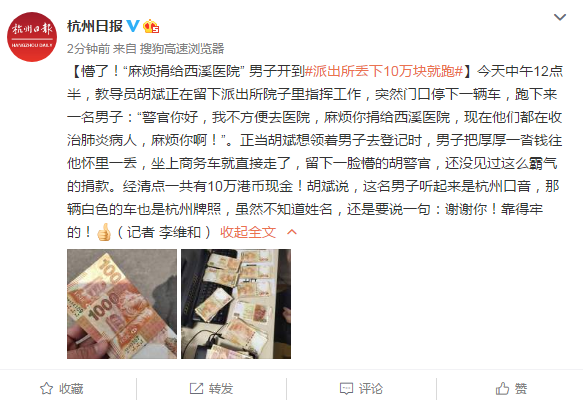 杭州日报
HANGZHOU DAILY
杭州日报
2分钟前 来自 搜狗高速浏览器
【懵了！“麻烦捐给西溪医院” 男子开到#派出所丢下10万块就跑#】今天中午12点
半，教导员胡斌正在留下派出所院子里指挥工作，突然门口停下一辆车，跑下来
一名男子：“警官你好，我不方便去医院，麻烦你捐给西溪医院，现在他们都在收
治肺炎病人，麻烦你啊！”。正当胡斌想领着男子去登记时，男子把厚厚一沓钱往
他怀里一丢，坐上商务车就直接走了，留下一脸懵的胡警官，还没见过这么霸气
的捐款。经清点一共有10万港币现金！胡斌说，这名男子听起来是杭州口音，那
辆白色的车也是杭州牌照，虽然不知道姓名，还是要说一句：谢谢你！靠得牢
的！👍（记者 李维和） 收起全文
1000
收藏
转发
评论
赞